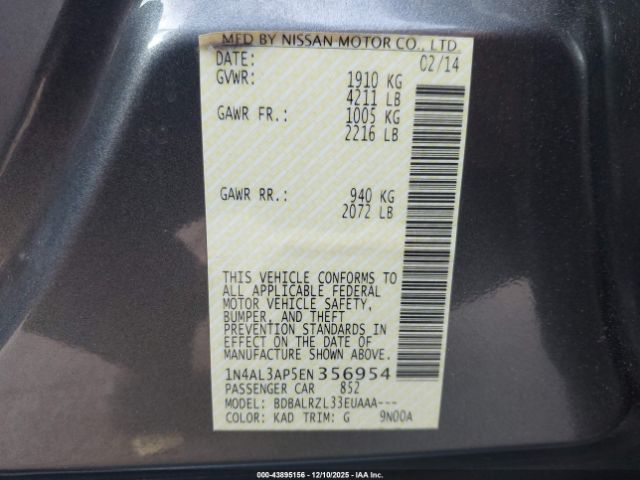 MFD BY NISSAN MOTOR CO., LTD.
DATE: 02/14
GVWR: 1910 KG
4211 LB
GAWR FR.: 1005 KG
2216 LB
GAWR RR.: 940 KG
2072 LB
THIS VEHICLE CONFORMS TO
ALL APPLICABLE FEDERAL
MOTOR VEHICLE SAFETY,
BUMPER, AND THEFT
PREVENTION STANDARDS IN
EFFECT ON THE DATE OF
MANUFACTURE SHOWN ABOVE.
1N4AL3AP5EN356954
PASSENGER CAR 852
MODEL: BDBALRZL33EUAAA---
COLOR: KAD TRIM: G 9N00A
000-43895156 - 12/10/2025 - IAA Inc.